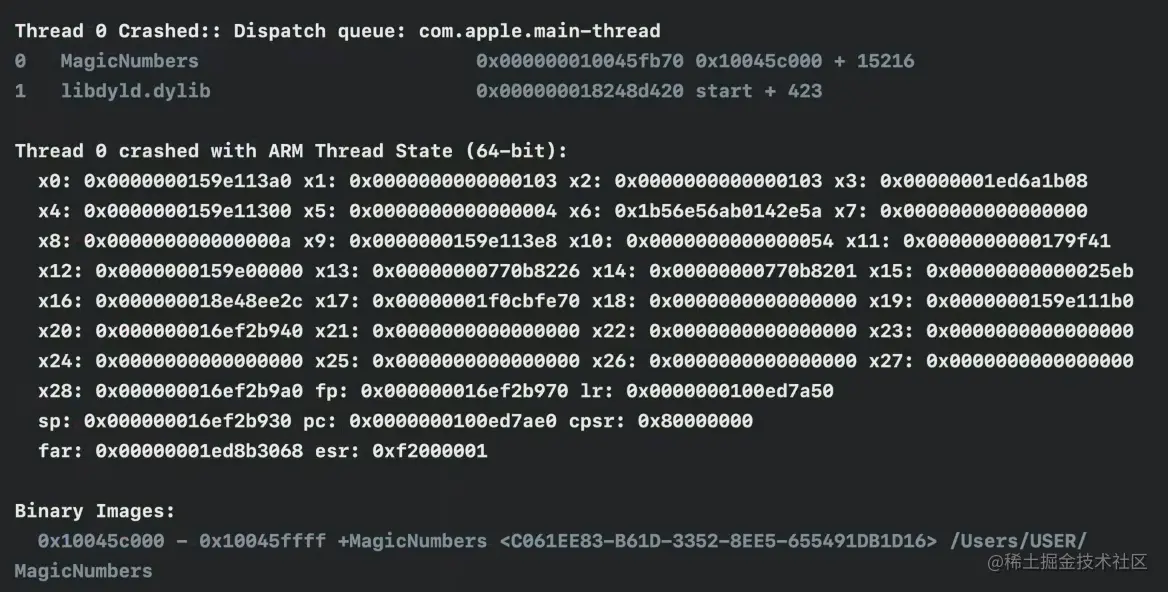 Thread 0 Crashed:: Dispatch queue: com.apple.main-thread
0 MagicNumbers 0x000000010045fb70 0x10045c000 + 15216
1 libdyld.dylib 0x000000018248d420 start + 423
Thread 0 crashed with ARM Thread State (64-bit):
x0: 0x0000000159e113a0 x1: 0x0000000000000103 x2: 0x0000000000000103 x3: 0x00000001ed6a1b08
x4: 0x0000000159e11300 x5: 0x0000000000000004 x6: 0x1b56e56ab0142e5a x7: 0x0000000000000000
x8: 0x000000000000000a x9: 0x0000000159e113e8 x10: 0x0000000000000054 x11: 0x0000000000179f41
x12: 0x0000000159e00000 x13: 0x00000000770b8226 x14: 0x00000000770b8201 x15: 0x00000000000025eb
x16: 0x000000018e48ee2c x17: 0x00000001f0cbfe70 x18: 0x0000000000000000 x19: 0x0000000159e111b0
x20: 0x000000016ef2b940 x21: 0x0000000000000000 x22: 0x0000000000000000 x23: 0x0000000000000000
x24: 0x0000000000000000 x25: 0x0000000000000000 x26: 0x0000000000000000 x27: 0x0000000000000000
x28: 0x000000016ef2b9a0 fp: 0x000000016ef2b970 lr: 0x0000000100ed7a50
sp: 0x000000016ef2b930 pc: 0x0000000100ed7ae0 cpsr: 0x80000000
far: 0x00000001ed8b3068 esr: 0xf2000001
Binary Images:
0x10045c000 - 0x10045ffff +MagicNumbers <C061EE83-B61D-3352-8EE5-655491DB1D16> /Users/USER/
MagicNumbers
@稀土掘金技术社区